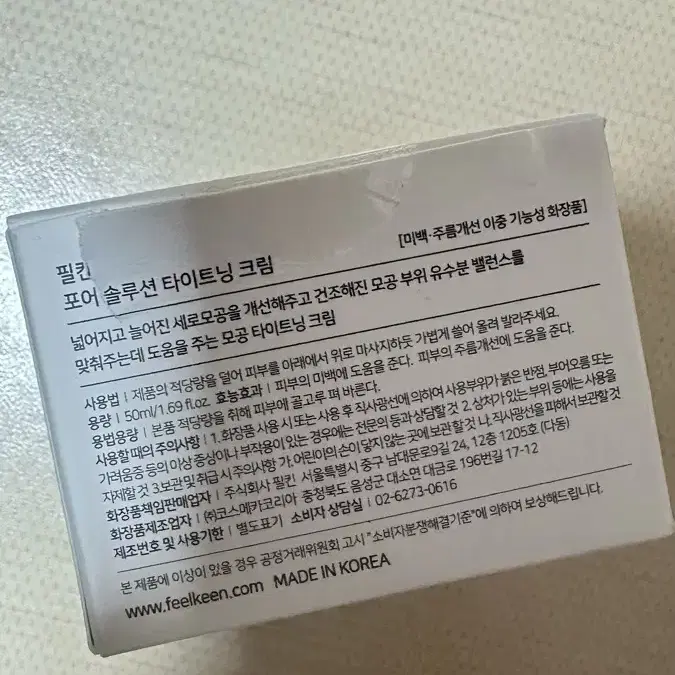 필킨
포어 솔루션 타이트닝 크림
[미백·주름개선 이중 기능성 화장품]
넓어지고 늘어진 세로모공을 개선해주고 건조해진 모공 부위 유수분 밸런스를
맞춰주는데 도움을 주는 모공 타이트닝 크림
사용법 | 제품의 적당량을 덜어 피부를 아래에서 위로 마사지하듯 가볍게 쓸어 올려 발라주세요.
용량 | 50ml/1.69 fl.oz. 효능효과 | 피부의 미백에 도움을 준다. 피부의 주름개선에 도움을 준다.
용법용량 | 본품 적당량을 취해 피부에 골고루 펴 바른다.
사용할 때의 주의사항 | 1. 화장품 사용 시 또는 사용 후 직사광선에 의하여 사용부위가 붉은 반점, 부어오름 또는
가려움증 등의 이상 증상이나 부작용이 있는 경우에는 전문의 등과 상담할 것 2. 상처가 있는 부위 등에는 사용을
자제할 것 3.보관 및 취급 시 주의사항 가. 어린이의 손이 닿지 않는 곳에 보관할 것 나. 직사광선을 피해서 보관할 것
화장품책임판매업자 | 주식회사 필킨 서울특별시 중구 남대문로9길 24, 12층 1205호 (다동)
화장품제조업자 | ㈜코스메카코리아 충청북도 음성군 대소면 대금로 196번길 17-12
제조번호 및 사용기한 | 별도표기 소비자 상담실 | 02-6273-0616
본 제품에 이상이 있을 경우 공정거래위원회 고시 "소비자분쟁해결기준"에 의하여 보상해드립니다.
www.feelkeen.com MADE IN KOREA